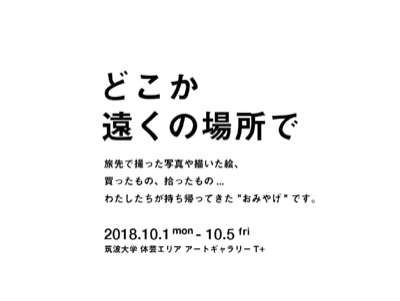 どこか
遠くの場所で
旅先で撮った写真や描いた絵、
買ったもの、拾ったもの ...
わたしたちが持ち帰ってきた "おみやげ" です。
2018.10.1 mon - 10.5 fri
筑波大学 体芸エリア アートギャラリー T+